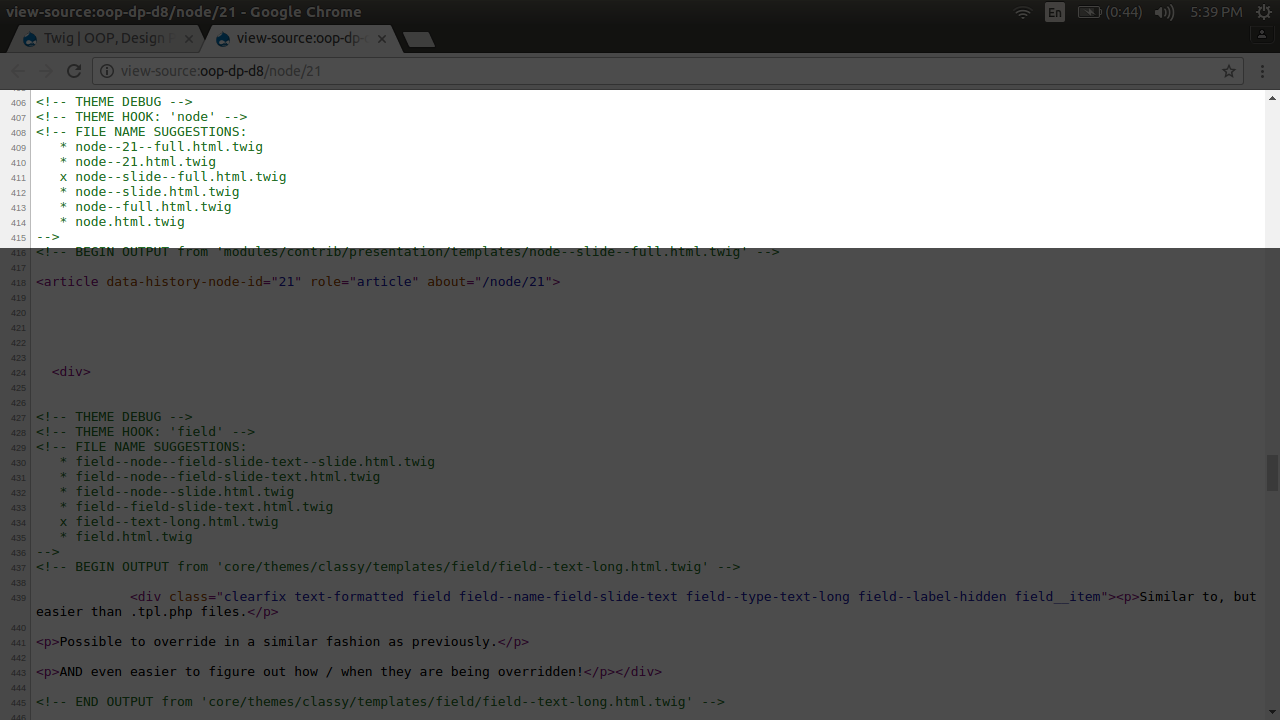 view-source:oop-dp-d8/node/21 - Google Chrome
En (0:44) 5:39 PM
Twig | OOP, Design view-source:oop-dp-
view-source:oop-dp-d8/node/21
406 <!-- THEME DEBUG -->
407 <!-- THEME HOOK: 'node' -->
408 <!-- FILE NAME SUGGESTIONS:
409    * node--21--full.html.twig
410    * node--21.html.twig
411    x node--slide--full.html.twig
412    * node--slide.html.twig
413    * node--full.html.twig
414    * node.html.twig
415 -->
416 <!-- BEGIN OUTPUT from 'modules/contrib/presentation/templates/node--slide--full.html.twig' -->
417
418 <article data-history-node-id="21" role="article" about="/node/21">
419
420
421
422
423
424   <div>
425
426
427 <!-- THEME DEBUG -->
428 <!-- THEME HOOK: 'field' -->
429 <!-- FILE NAME SUGGESTIONS:
430    * field--node--field-slide-text--slide.html.twig
431    * field--node--field-slide-text.html.twig
432    * field--node--slide.html.twig
433    * field--field-slide-text.html.twig
434    x field--text-long.html.twig
435    * field.html.twig
436 -->
437 <!-- BEGIN OUTPUT from 'core/themes/classy/templates/field/field--text-long.html.twig' -->
438
439             <div class="clearfix text-formatted field field--name-field-slide-text field--type-text-long field--label-hidden field__item"><p>Similar to, but
easier than .tpl.php files.</p>
440
441 <p>Possible to override in a similar fashion as previously.</p>
442
443 <p>AND even easier to figure out how / when they are being overridden!</p></div>
444
445 <!-- END OUTPUT from 'core/themes/classy/templates/field/field--text-long.html.twig' -->